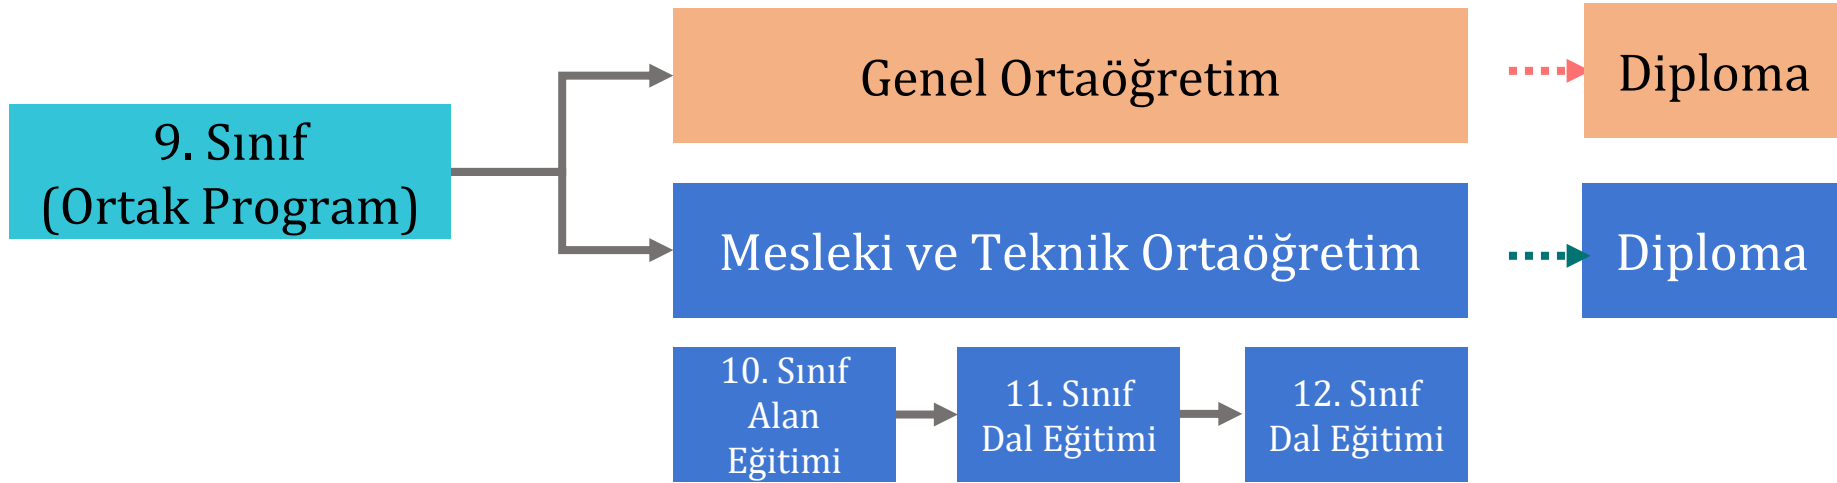 9. Sınıf
(Ortak Program)
Genel Ortaöğretim
Diploma
Mesleki ve Teknik Ortaöğretim
Diploma
10. Sınıf
Alan
Eğitimi
11. Sınıf
Dal Eğitimi
12. Sınıf
Dal Eğitimi